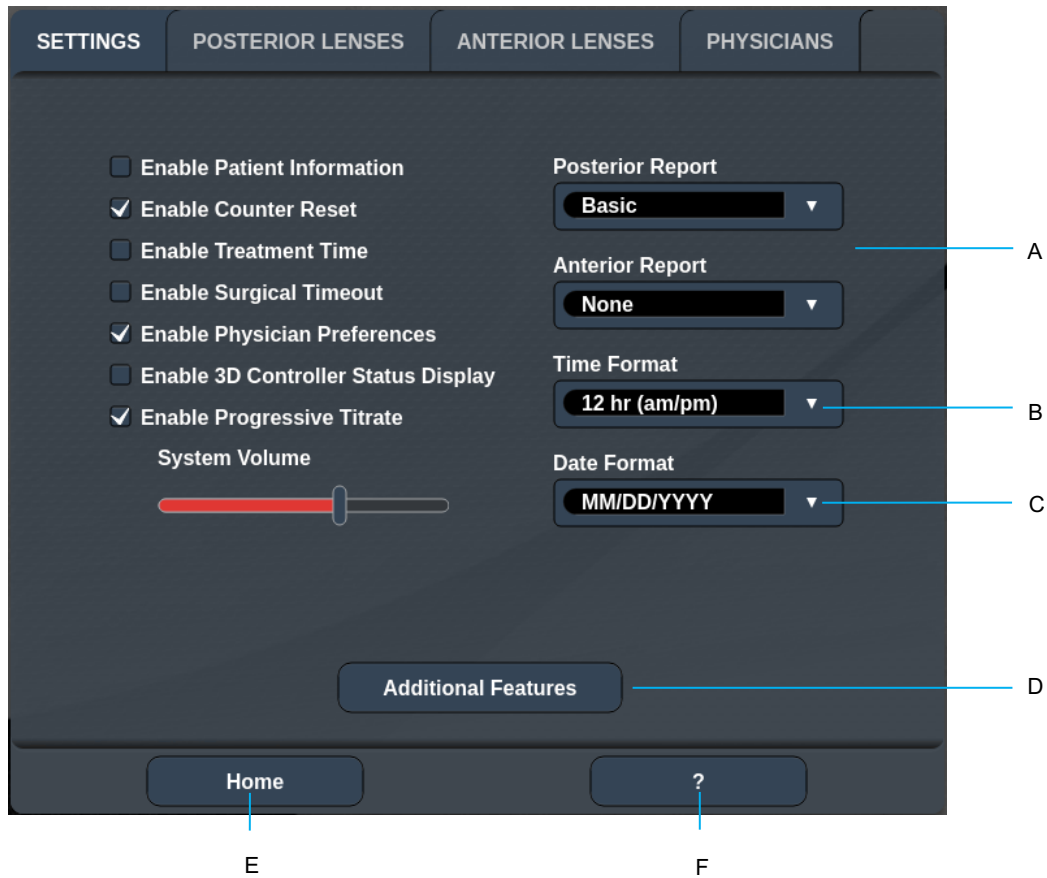 SETTINGS POSTERIOR LENSES ANTERIOR LENSES PHYSICIANS
Enable Patient Information
Enable Counter Reset
Enable Treatment Time
Enable Surgical Timeout
Enable Physician Preferences
Enable 3D Controller Status Display
Enable Progressive Titrate
System Volume
Posterior Report
Basic
A
Anterior Report
None
Time Format
12 hr (am/pm)
B
Date Format
MM/DD/YYYY
C
Additional Features
D
Home
?
E
F